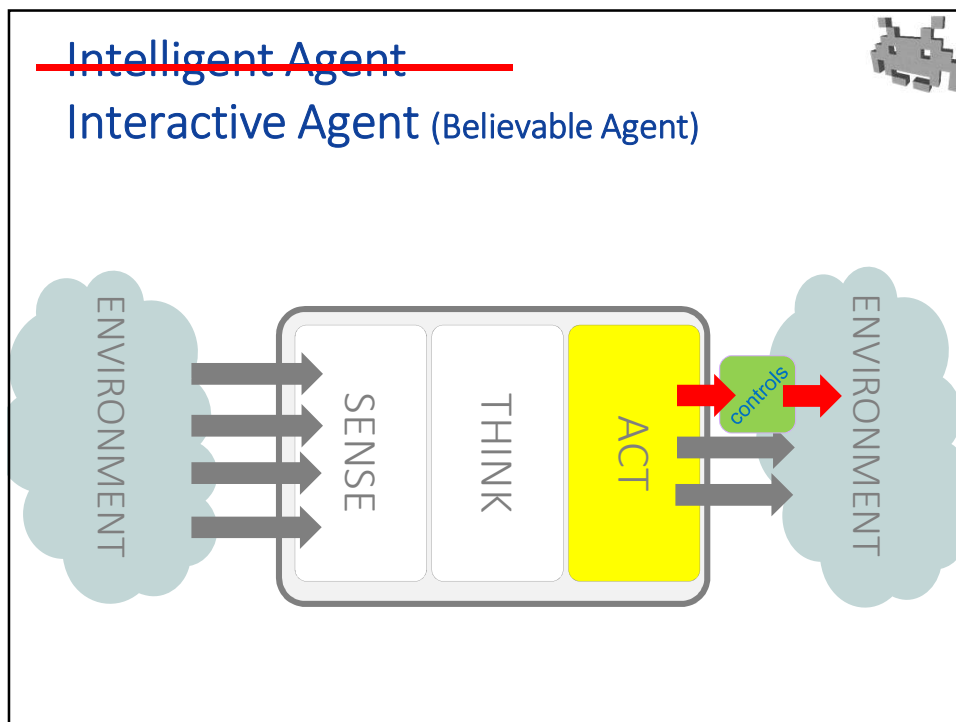 Intelligent Agent
Interactive Agent (Believable Agent)
ENVIRONMENT
SENSE
THINK
ACT
controls
ENVIRONMENT